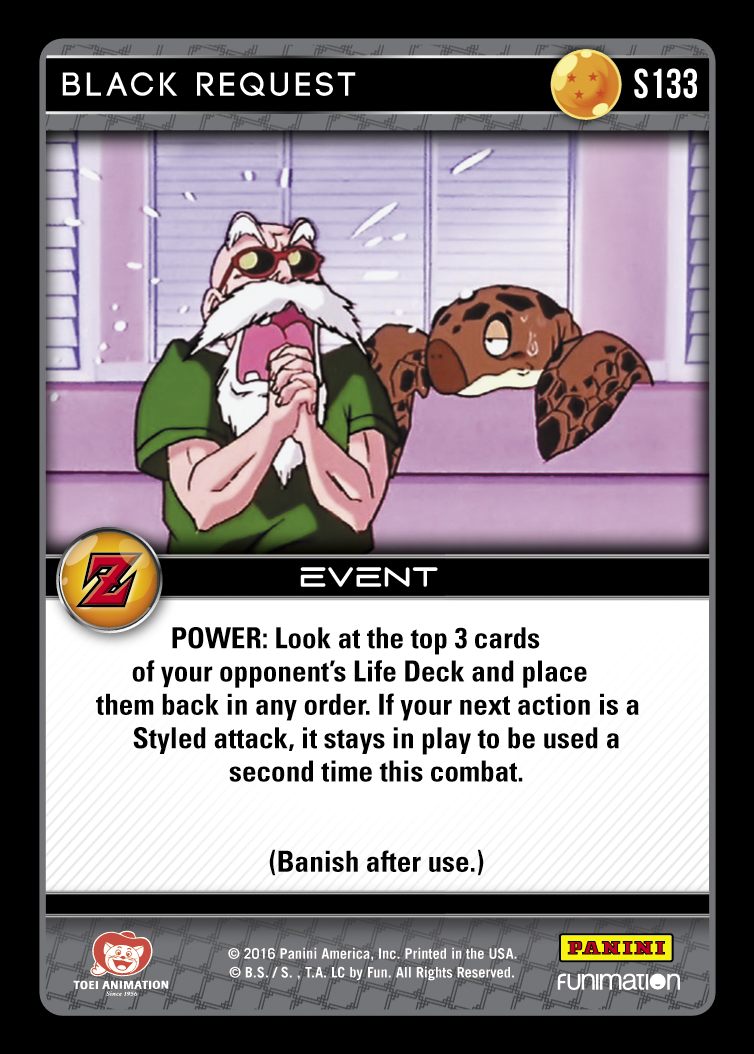 BLACK REQUEST
S133
Z
EVENT
POWER: Look at the top 3 cards
of your opponent's Life Deck and place
them back in any order. If your next action is a
Styled attack, it stays in play to be used a
second time this combat.
(Banish after use.)
TOEI ANIMATION
Since 1956
© 2016 Panini America, Inc. Printed in the USA.
© B.S. / S. , T.A. LC by Fun. All Rights Reserved.
PANINI
FUNIMATION